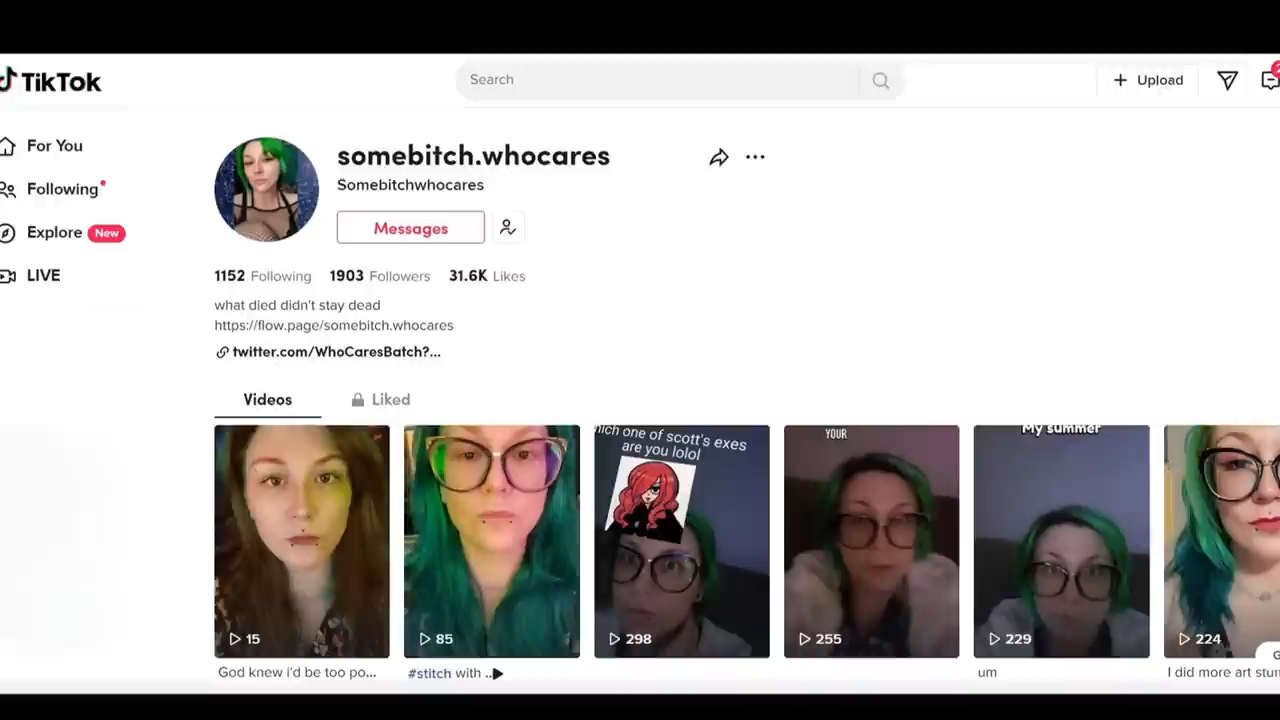 TikTok
Search
Upload
For You
Following
Explore New
LIVE
somebitch.whocares
Somebitchwhocares
Messages
1152 Following 1903 Followers 31.6K Likes
what died didn't stay dead
https://flow.page/somebitch.whocares
twitter.com/WhoCaresBatch?...
Videos Liked
one of scott's exes
are you lolol
YOUR
My summer
15
85
298
255
229
224
God knew i'd be too po...
#stitch with ..
um
I did more art